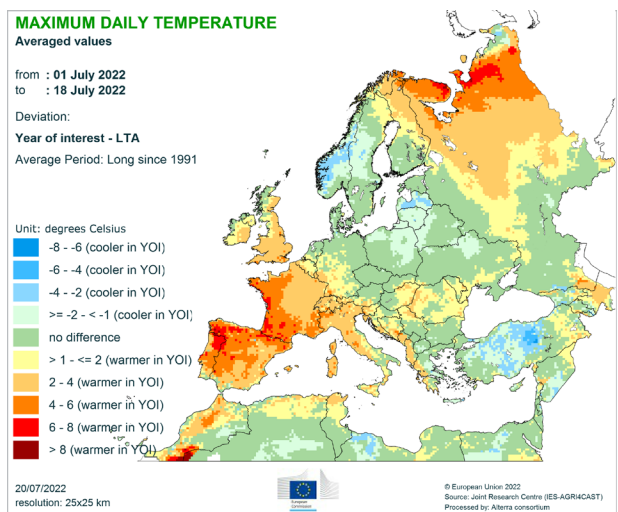 MAXIMUM DAILY TEMPERATURE
Averaged values
from : 01 July 2022
to : 18 July 2022
Deviation:
Year of interest - LTA
Average Period: Long since 1991
Unit: degrees Celsius
-8 - -6 (cooler in YOI)
-6 - -4 (cooler in YOI)
-4 - -2 (cooler in YOI)
>= -2 - < -1 (cooler in YOI)
no difference
> 1 - <= 2 (warmer in YOI)
2 - 4 (warmer in YOI)
4 - 6 (warmer in YOI)
6 - 8 (warmer in YOI)
> 8 (warmer in YOI)
20/07/2022
resolution: 25x25 km
European
Commission
© European Union 2022
Source: Joint Research Centre (IES-AGRI4CAST)
Processed by: Alterra consortium